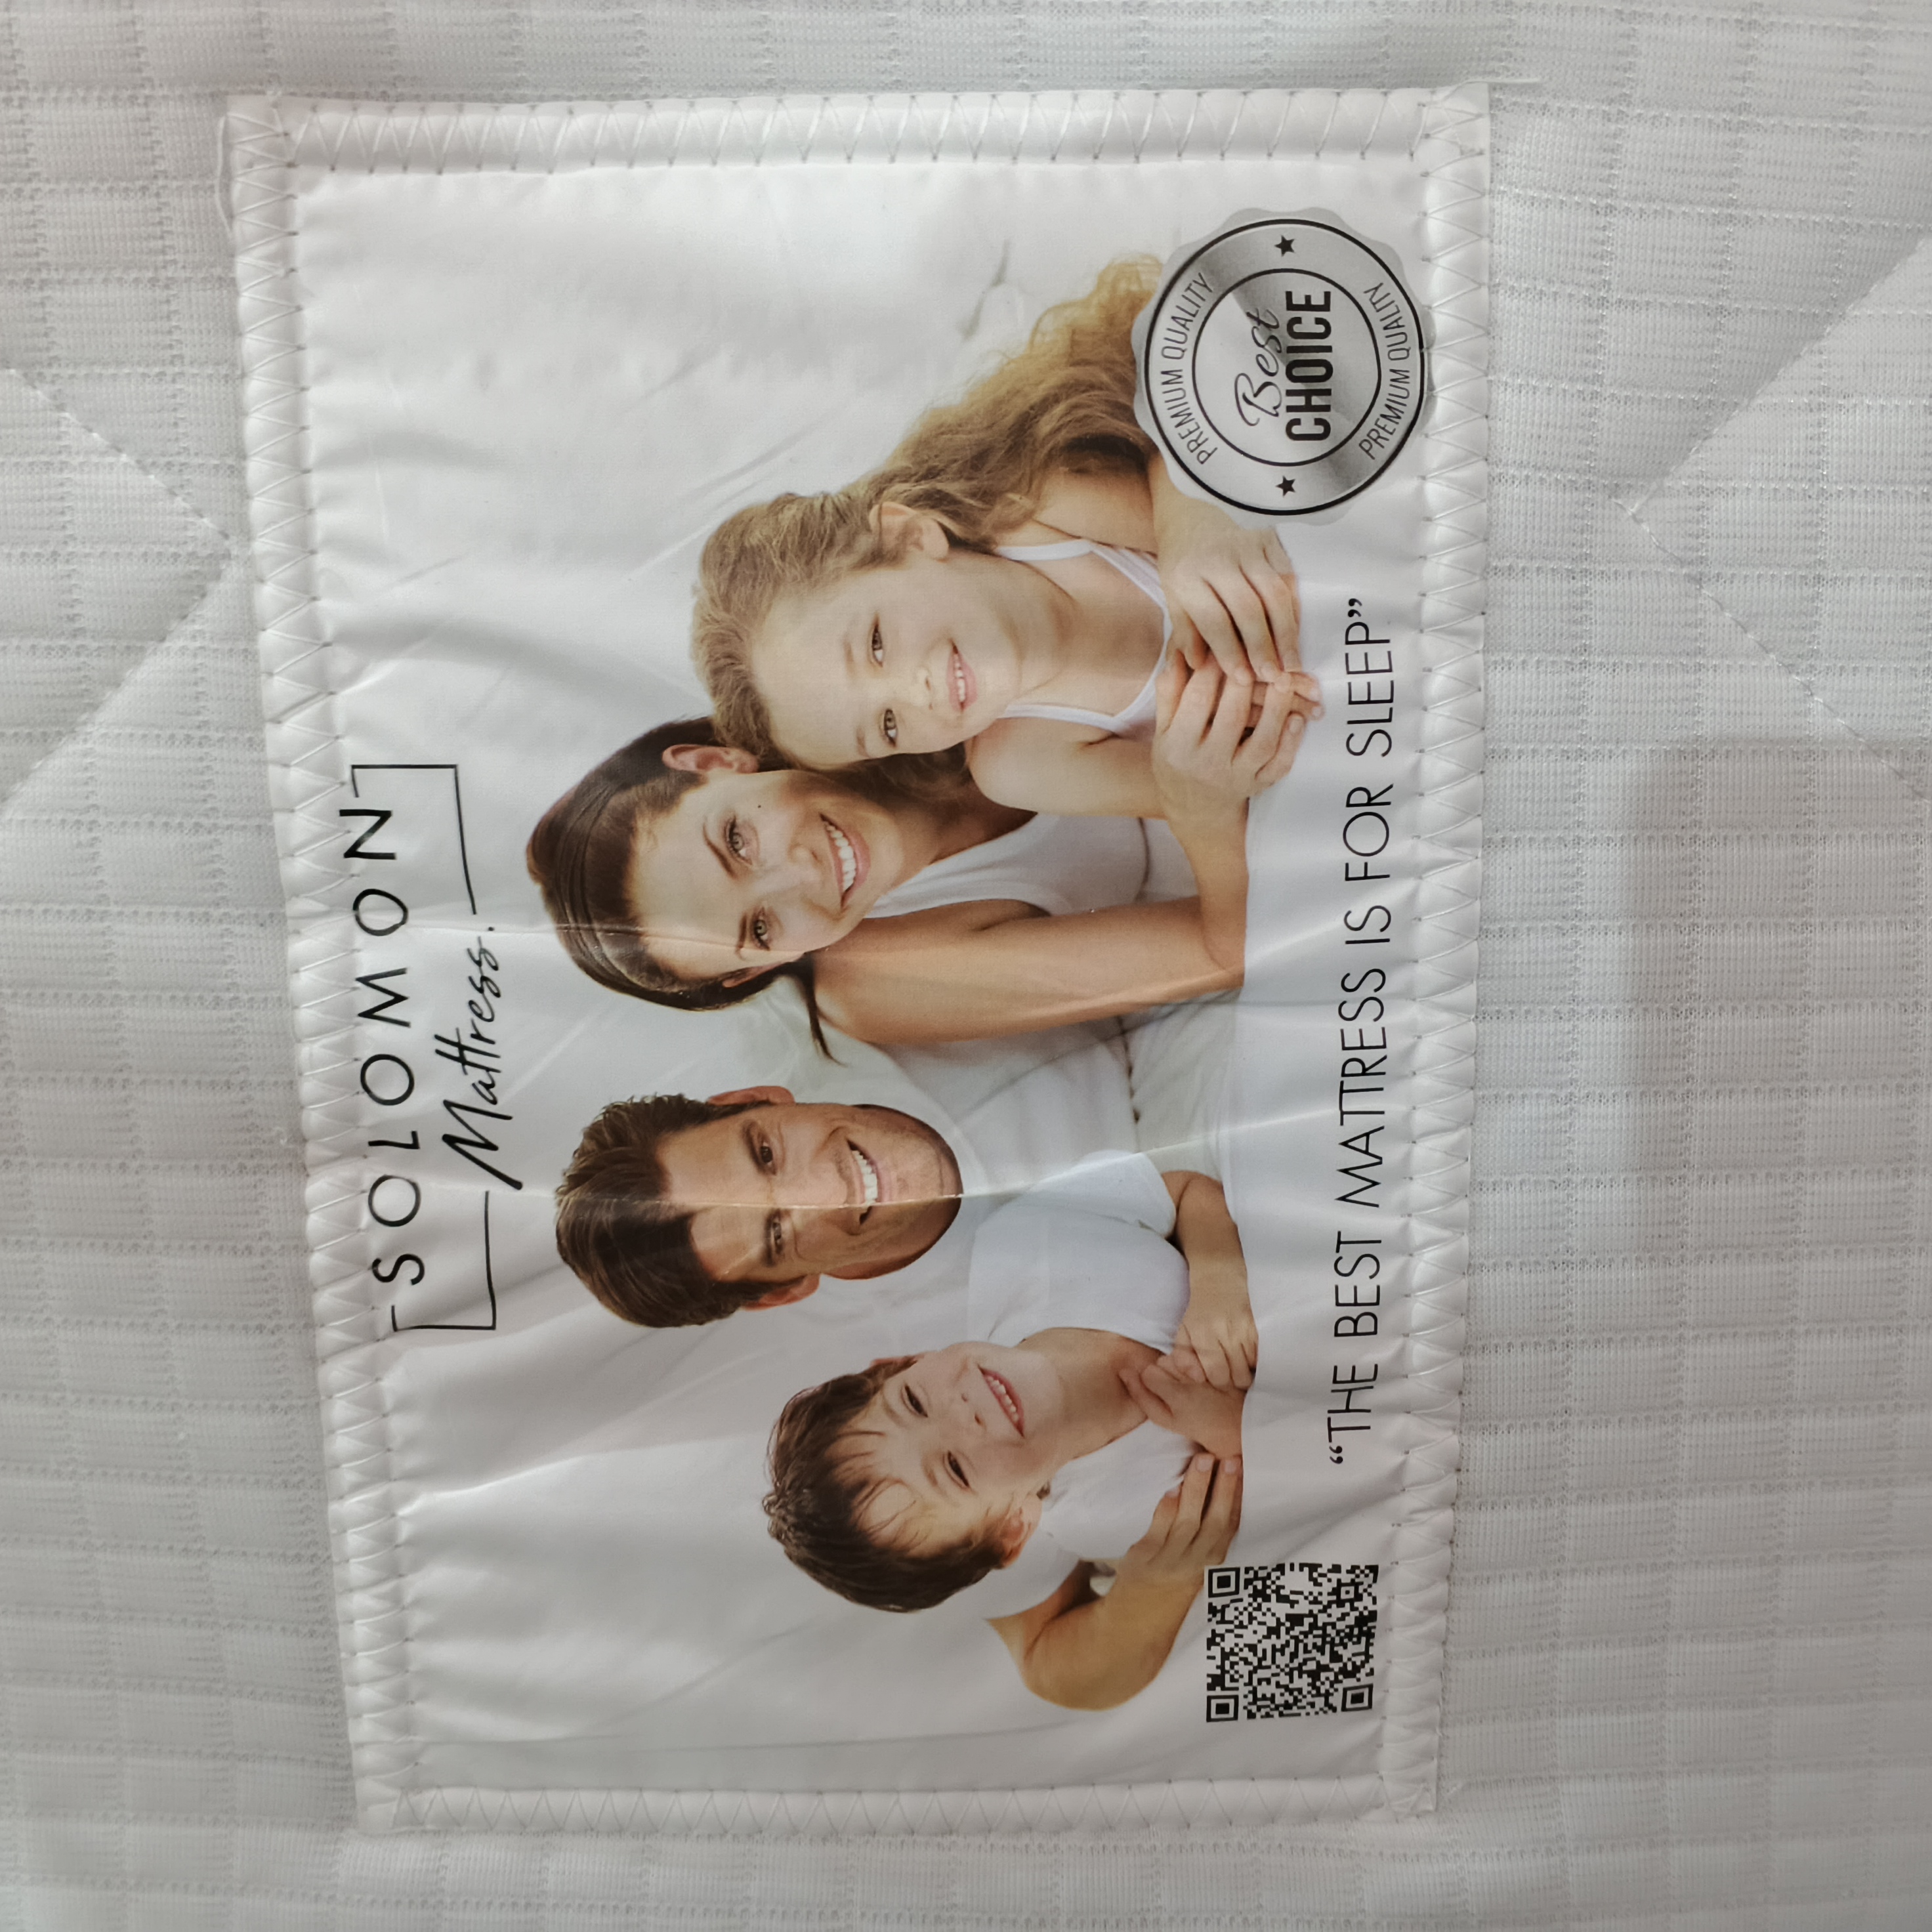 SOLOMON
Mattress.
PREMIUM QUALITY
Best
CHOICE
PREMIUM QUALITY
“THE BEST MATTRESS IS FOR SLEEP”